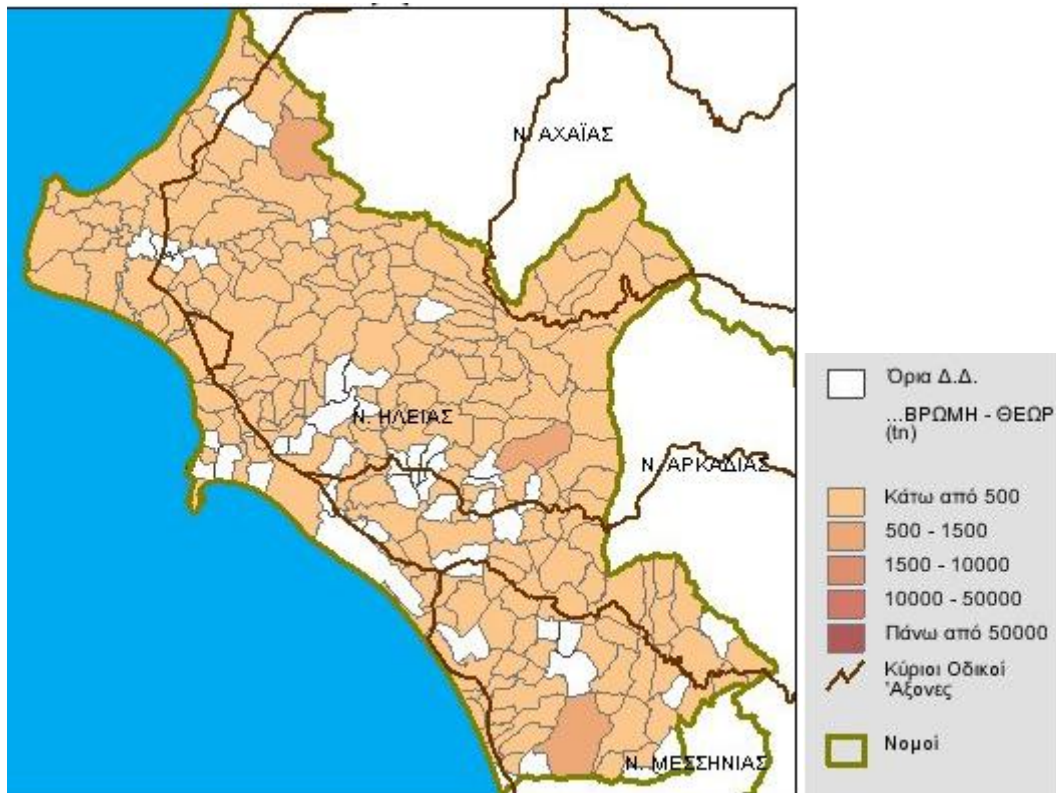 Ν. ΑΧΑΪΑΣ
Ν. ΗΛΕΙΑΣ
Ν. ΑΡΚΑΔΙΑΣ
Ν. ΜΕΣΣΗΝΙΑΣ
Όρια Δ.Δ.
...ΒΡΩΜΗ - ΘΕΩΡ
(tn)
Κάτω από 500
500 - 1500
1500 - 10000
10000 - 50000
Πάνω από 50000
Κύριοι Οδικοί
'Αξονες
Νομοί